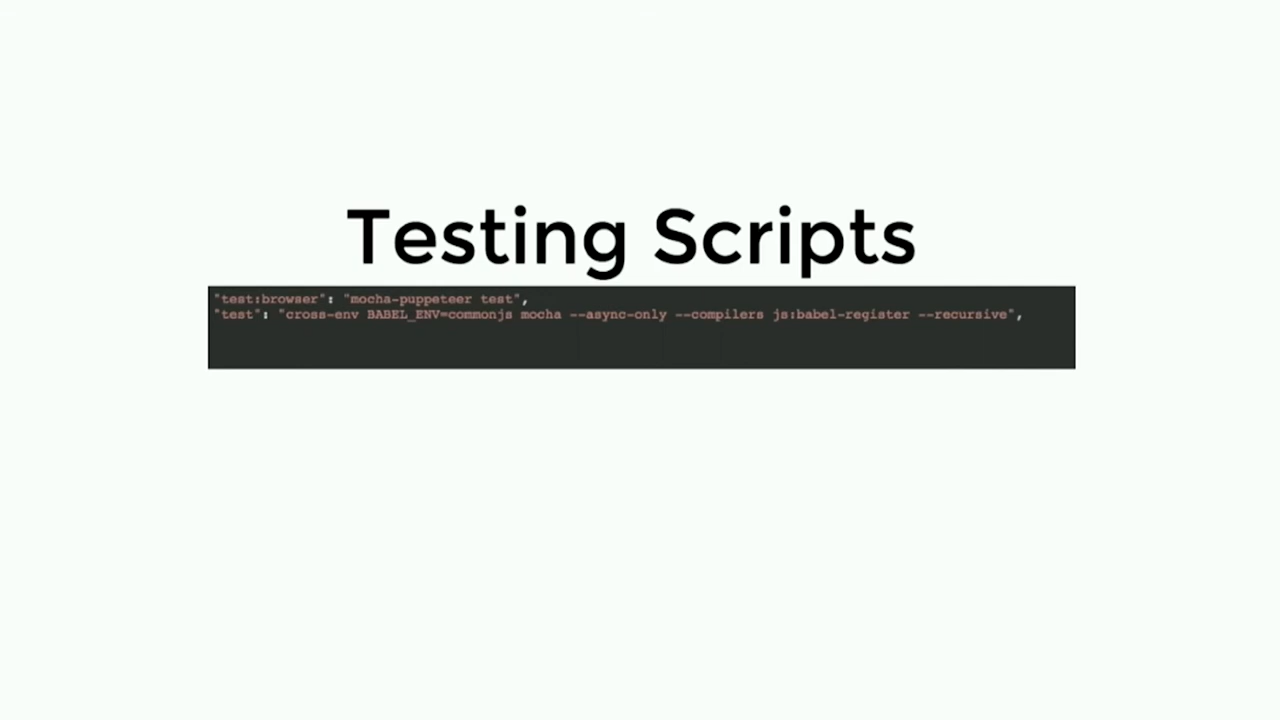 Testing Scripts
"test:browser": "mocha-puppeteer test",
"test": "cross-env BABEL_ENV=commonjs mocha --async-only --compilers js:babel-register --recursive",